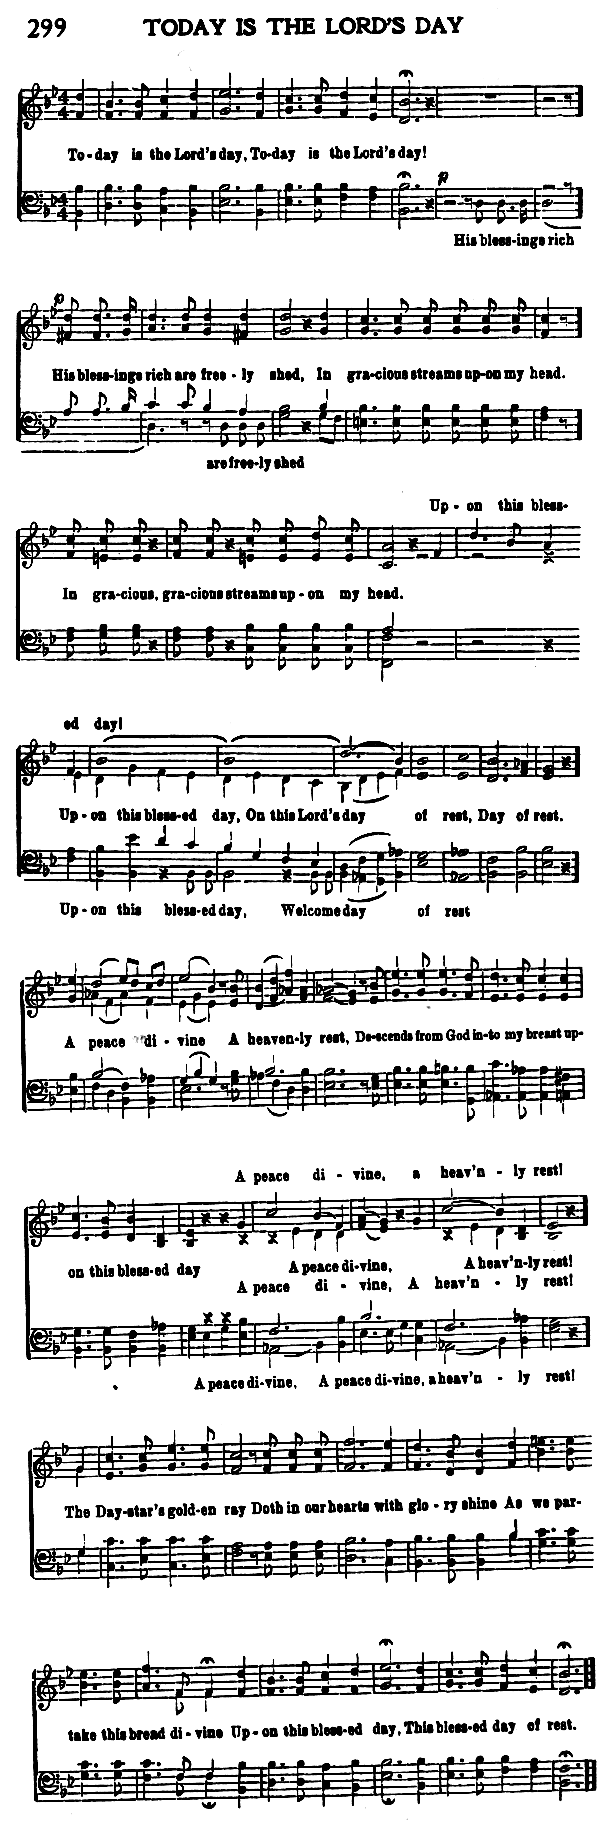 299 TODAY IS THE LORD'S DAY
To-day is the Lord's day, To-day is the Lord's day!
p
His bless-ings rich
p
His bless-ings rich are free - ly shed, In gra-cious streams up-on my head.
are free-ly shed
Up - on this bless-
In gra-cious, gra-cious streams up - on my head.
ed day!
Up - on this bless-ed day, On this Lord's day of rest, Day of rest.
Up - on this bless-ed day, Welcome day of rest
A peace di - vine A heaven-ly rest, De-scends from God in-to my breast up-
A peace di - vine, a heav'n - ly rest!
on this bless-ed day A peace di-vine, A heav'n-ly rest!
A peace di - vine, A heav'n - ly rest!
A peace di-vine, A peace di-vine, a heav'n - ly rest!
The Day-star's gold-en ray Doth in our hearts with glo - ry shine As we par-
take this bread di - vine Up - on this bless-ed day, This bless-ed day of rest.